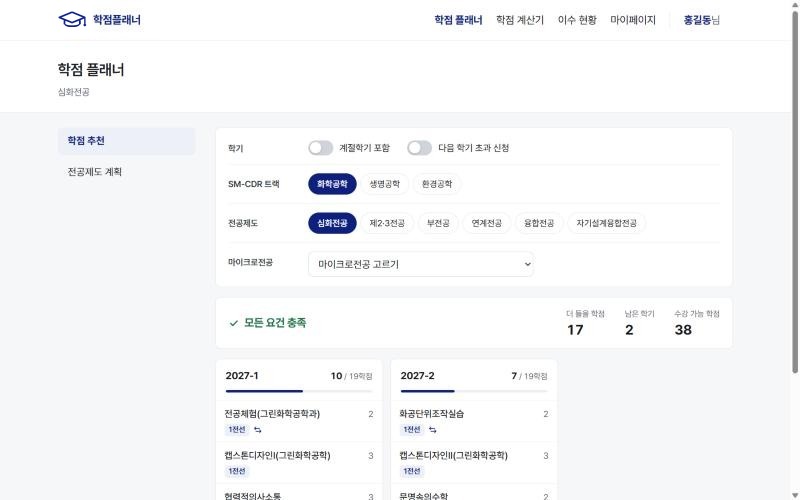 학점플래너
학점 플래너 학점 계산기 이수 현황 마이페이지 홍길동님
학점 플래너
심화전공
학점 추천
전공제도 계획
학기 계절학기 포함 다음 학기 초과 신청
SM-CDR 트랙 화학공학 생명공학 환경공학
전공제도 심화전공 제2·3전공 부전공 연계전공 융합전공 자기설계융합전공
마이크로전공 마이크로전공 고르기
모든 요건 충족
더 들을 학점 남은 학기 수강 가능 학점
17 2 38
2027-1 10 / 19학점
전공체험(그린화학공학과) 2
1전선
캡스톤디자인I(그린화학공학) 3
1전선
협력적의사소통 3
2027-2 7 / 19학점
화공단위조작실습 2
1전선
캡스톤디자인II(그린화학공학) 3
1전선
문명속의수학 2